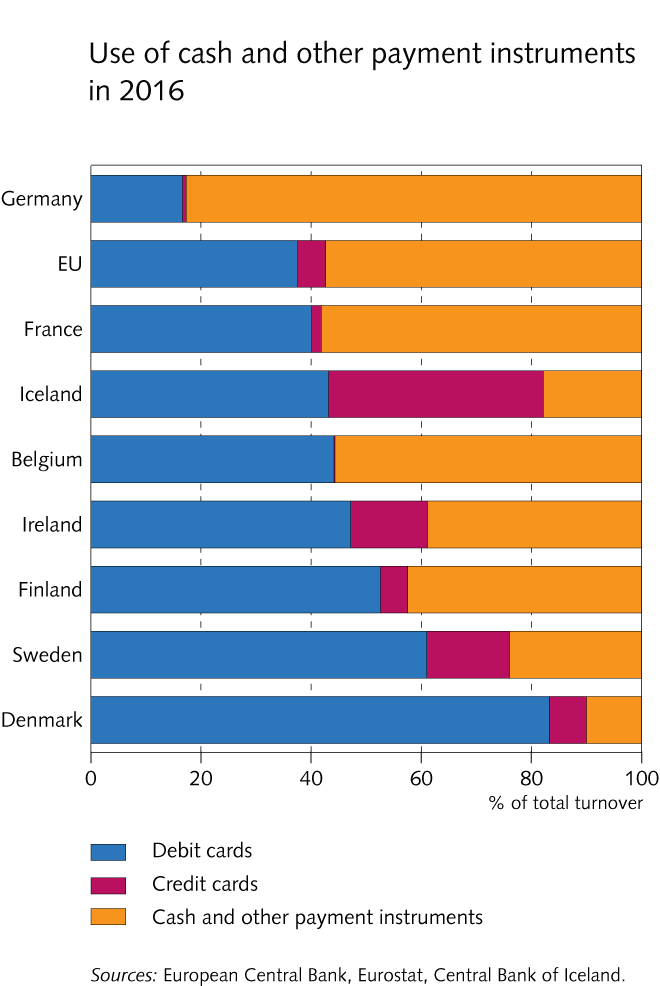 Use of cash and other payment instruments
in 2016
Germany
EU
France
Iceland
Belgium
Ireland
Finland
Sweden
Denmark
0 20 40 60 80 100
% of total turnover
Debit cards
Credit cards
Cash and other payment instruments
Sources: European Central Bank, Eurostat, Central Bank of Iceland.